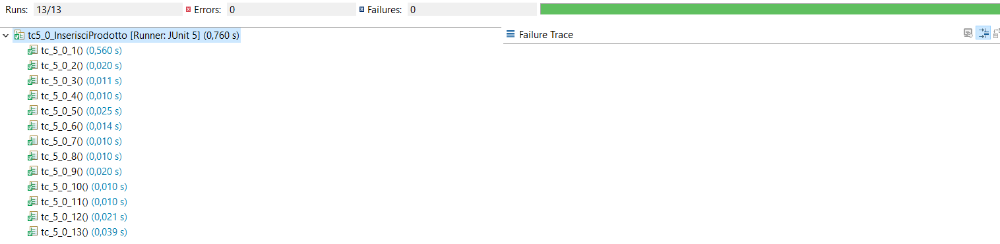 Runs: 13/13 Errors: 0 Failures: 0
tc5_0_InserisciProdotto [Runner: JUnit 5] (0,760 s)
Failure Trace
tc_5_0_1() (0,560 s)
tc_5_0_2() (0,020 s)
tc_5_0_3() (0,011 s)
tc_5_0_4() (0,010 s)
tc_5_0_5() (0,025 s)
tc_5_0_6() (0,014 s)
tc_5_0_7() (0,010 s)
tc_5_0_8() (0,010 s)
tc_5_0_9() (0,020 s)
tc_5_0_10() (0,010 s)
tc_5_0_11() (0,010 s)
tc_5_0_12() (0,021 s)
tc_5_0_13() (0,039 s)